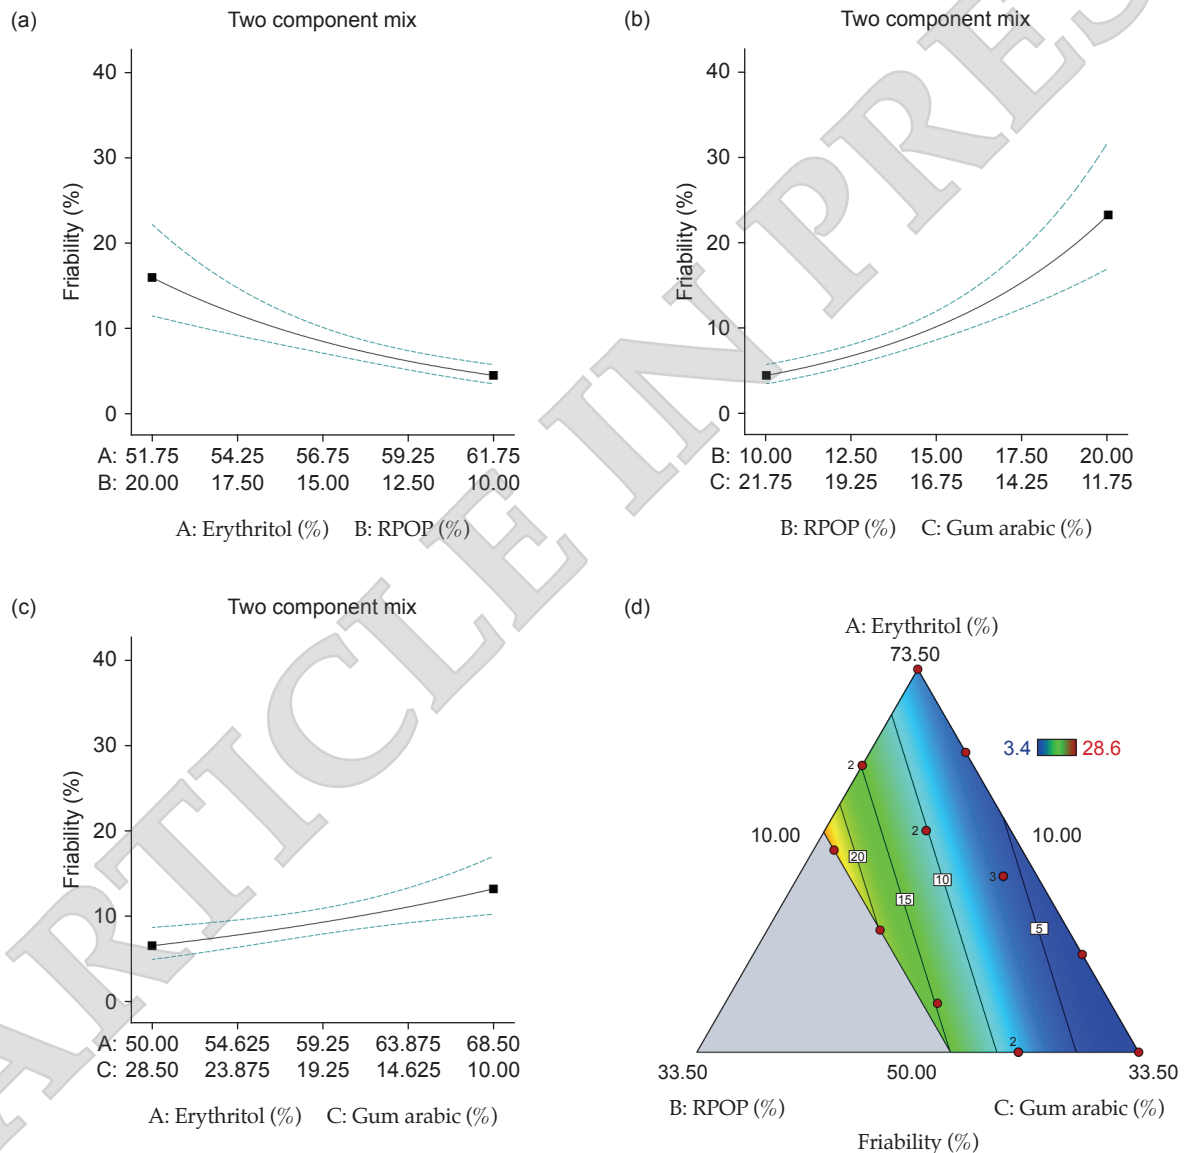 (a)
Two component mix
Friability (%)
40
30
20
10
0
A: 51.75 54.25 56.75 59.25 61.75
B: 20.00 17.50 15.00 12.50 10.00
A: Erythritol (%) B: RPOP (%)
(b)
Two component mix
Friability (%)
40
30
20
10
0
B: 10.00 12.50 15.00 17.50 20.00
C: 21.75 19.25 16.75 14.25 11.75
B: RPOP (%) C: Gum arabic (%)
(c)
Two component mix
Friability (%)
40
30
20
10
0
A: 50.00 54.625 59.25 63.875 68.50
C: 28.50 23.875 19.25 14.625 10.00
A: Erythritol (%) C: Gum arabic (%)
(d)
A: Erythritol (%)
73.50
3.4 28.6
2
10.00 2 10.00
20
3
10
15
5
2
33.50 50.00 33.50
B: RPOP (%) C: Gum arabic (%)
Friability (%)
ARTICLE IN PRES